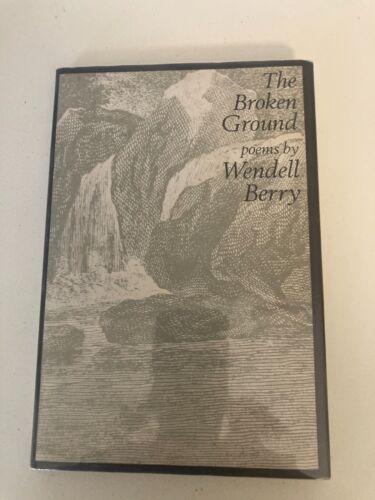 The
Broken
Ground
poems by
Wendell
Berry